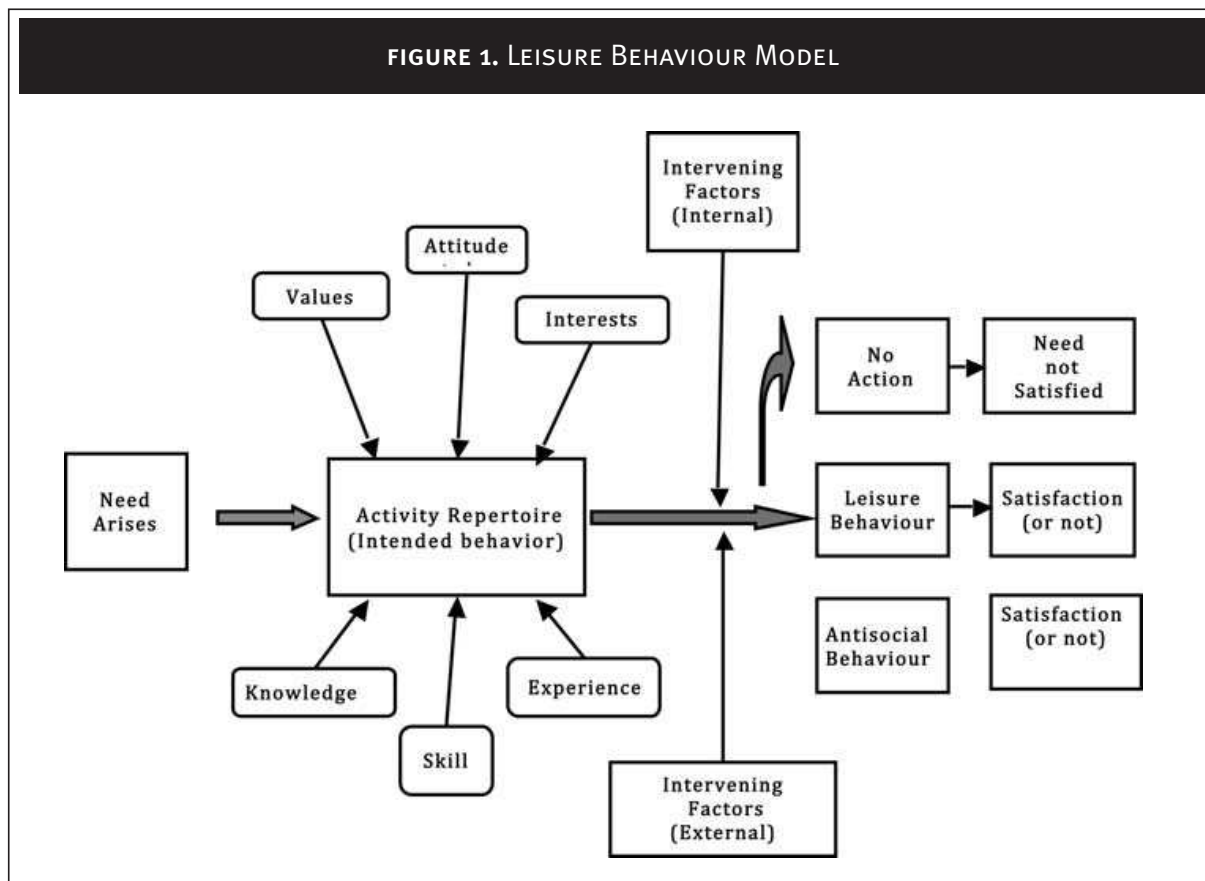 FIGURE 1. LEISURE BEHAVIOUR MODEL
Intervening
Factors
(Internal)
Attitude
Values
Interests
No
Action
Need
not
Satisfied
Need
Arises
Activity Repertoire
(Intended behavior)
Leisure
Behaviour
Satisfaction
(or not)
Antisocial
Behaviour
Satisfaction
(or not)
Knowledge
Experience
Skill
Intervening
Factors
(External)